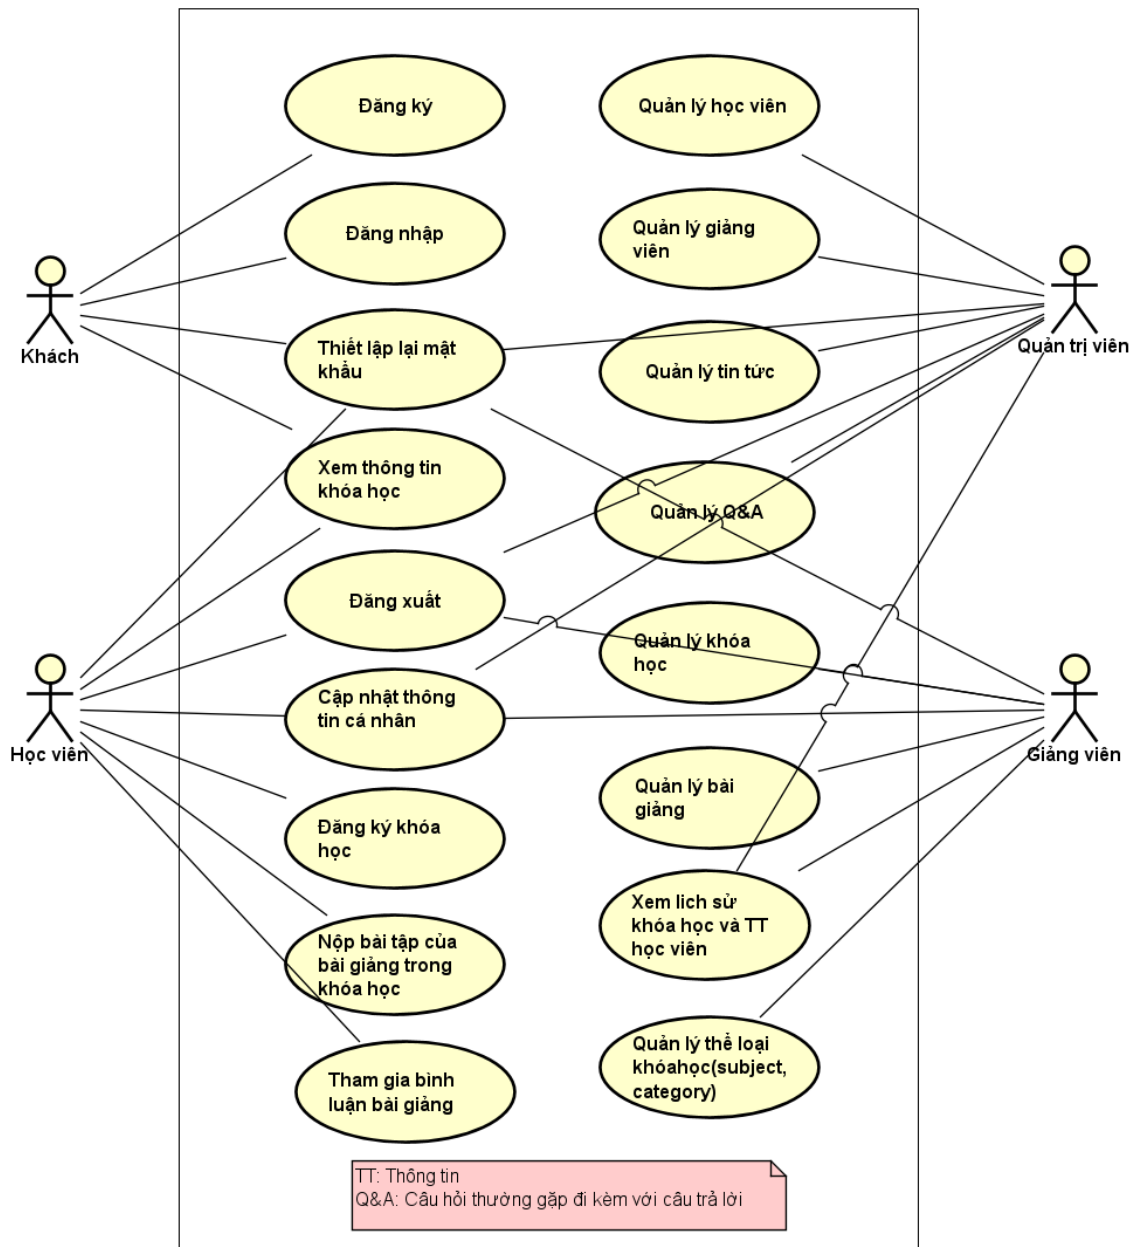 Đăng ký
Quản lý học viên
Đăng nhập
Quản lý giảng
viên
Khách
Quản trị viên
Thiết lập lại mật
khẩu
Quản lý tin tức
Xem thông tin
khóa học
Quản lý Q&A
Đăng xuất
Quản lý khóa
học
Học viên
Giảng viên
Cập nhật thông
tin cá nhân
Quản lý bài
giảng
Đăng ký khóa
học
Xem lich sử
khóa học và TT
học viên
Nộp bài tập của
bài giảng trong
khóa học
Quản lý thể loại
khóahọc(subject,
category)
Tham gia bình
luận bài giảng
TT: Thông tin
Q&A: Câu hỏi thường gặp đi kèm với câu trả lời